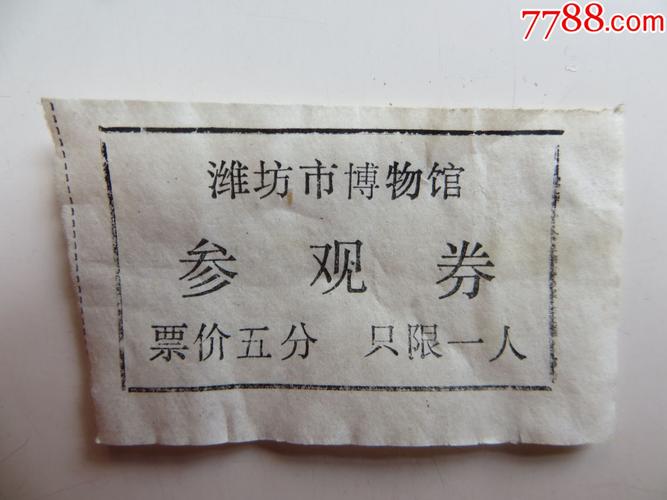 7788.com
潍坊市博物馆
参观券
票价五分 只限一人